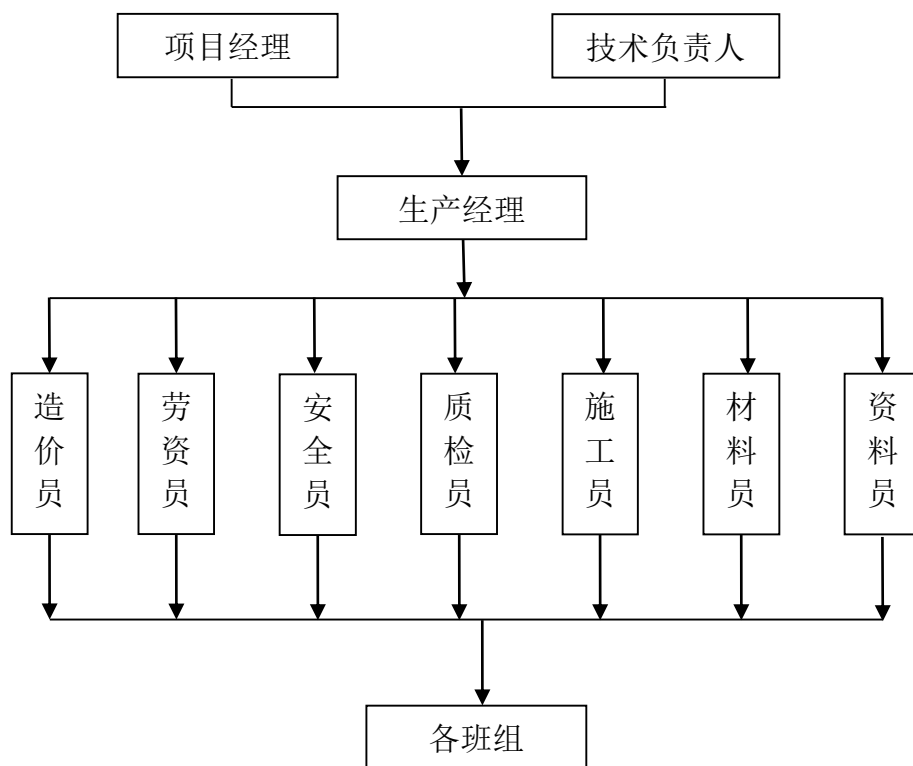 项目经理
技术负责人
生产经理
造价员
劳资员
安全员
质检员
施工员
材料员
资料员
各班组